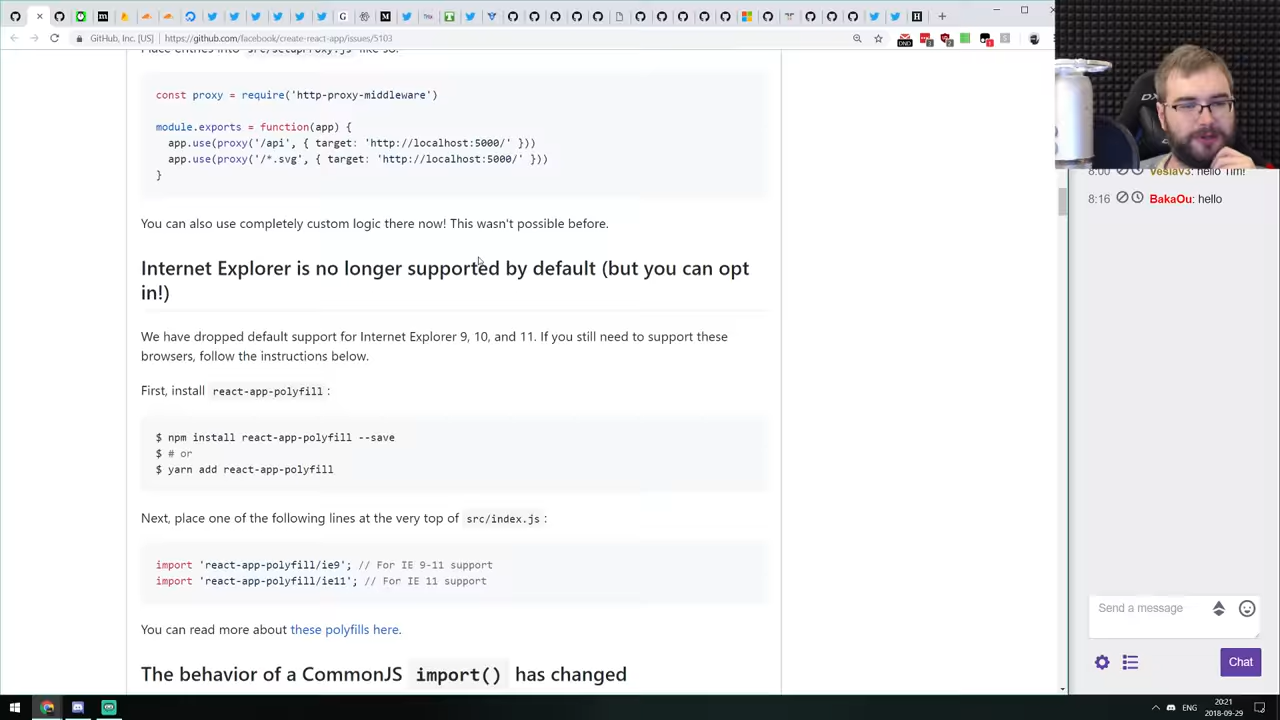 GitHub, Inc. [US] | https://github.com/facebook/create-react-app/issues/5103
const proxy = require('http-proxy-middleware')
module.exports = function(app) {
app.use(proxy('/api', { target: 'http://localhost:5000/' }))
app.use(proxy('/*.svg', { target: 'http://localhost:5000/' }))
}
You can also use completely custom logic there now! This wasn't possible before.
Internet Explorer is no longer supported by default (but you can opt
in!)
We have dropped default support for Internet Explorer 9, 10, and 11. If you still need to support these
browsers, follow the instructions below.
First, install react-app-polyfill :
$ npm install react-app-polyfill --save
$ # or
$ yarn add react-app-polyfill
Next, place one of the following lines at the very top of src/index.js :
import 'react-app-polyfill/ie9'; // For IE 9-11 support
import 'react-app-polyfill/ie11'; // For IE 11 support
You can read more about these polyfills here.
The behavior of a CommonJS import() has changed
8:00 Veslav3: hello Tim!
8:16 BakaOu: hello
Send a message
Chat
ENG
20:21
2018-09-29